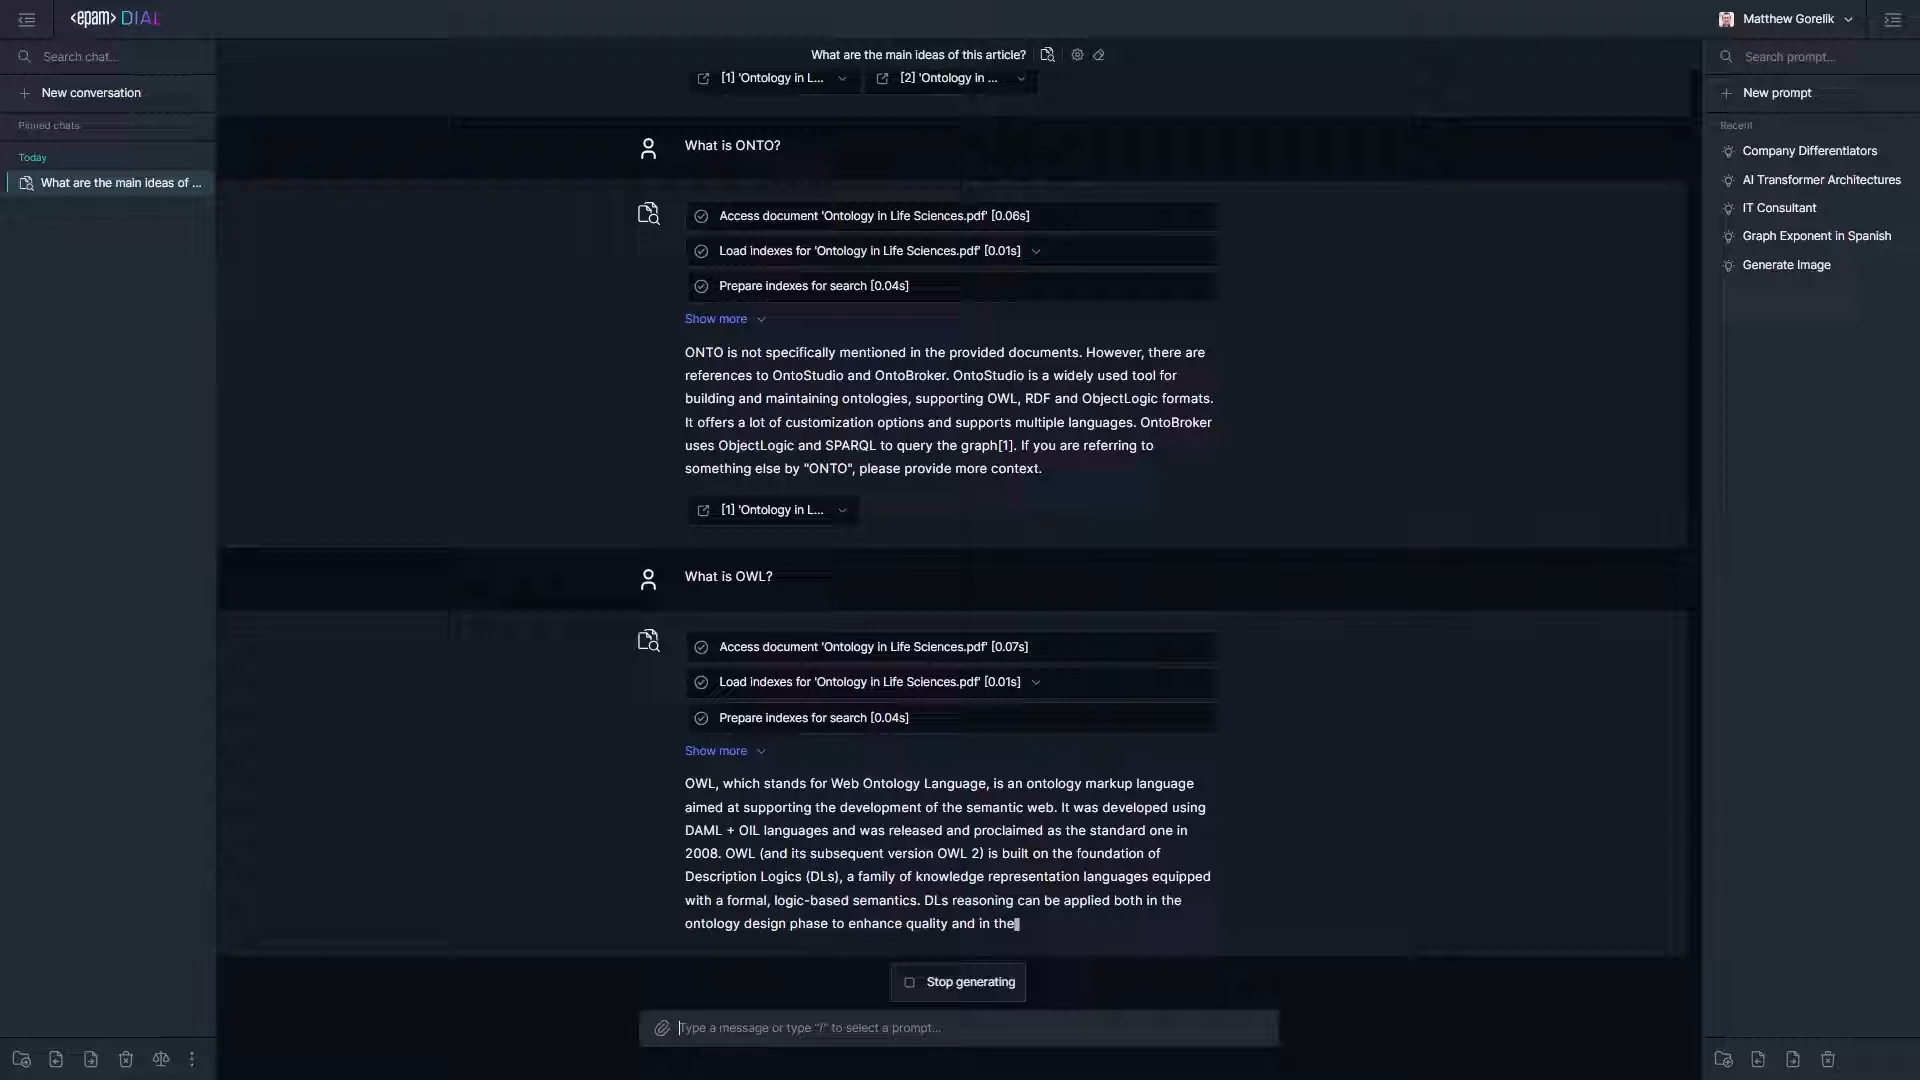 <epam> DIAL
Matthew Gorelik
Search chat...
New conversation
Pinned chats
Today
What are the main ideas of ...
What are the main ideas of this article?
[1] 'Ontology in L... [2] 'Ontology in ...
What is ONTO?
Access document 'Ontology in Life Sciences.pdf' [0.06s]
Load indexes for 'Ontology in Life Sciences.pdf' [0.01s]
Prepare indexes for search [0.04s]
Show more
ONTO is not specifically mentioned in the provided documents. However, there are
references to OntoStudio and OntoBroker. OntoStudio is a widely used tool for
building and maintaining ontologies, supporting OWL, RDF and ObjectLogic formats.
It offers a lot of customization options and supports multiple languages. OntoBroker
uses ObjectLogic and SPARQL to query the graph[1]. If you are referring to
something else by "ONTO", please provide more context.
[1] 'Ontology in L...
What is OWL?
Access document 'Ontology in Life Sciences.pdf' [0.07s]
Load indexes for 'Ontology in Life Sciences.pdf' [0.01s]
Prepare indexes for search [0.04s]
Show more
OWL, which stands for Web Ontology Language, is an ontology markup language
aimed at supporting the development of the semantic web. It was developed using
DAML + OIL languages and was released and proclaimed as the standard one in
2008. OWL (and its subsequent version OWL 2) is built on the foundation of
Description Logics (DLs), a family of knowledge representation languages equipped
with a formal, logic-based semantics. DLs reasoning can be applied both in the
ontology design phase to enhance quality and in the
Stop generating
Type a message or type "/" to select a prompt...
Search prompt...
New prompt
Recent
Company Differentiators
AI Transformer Architectures
IT Consultant
Graph Exponent in Spanish
Generate Image